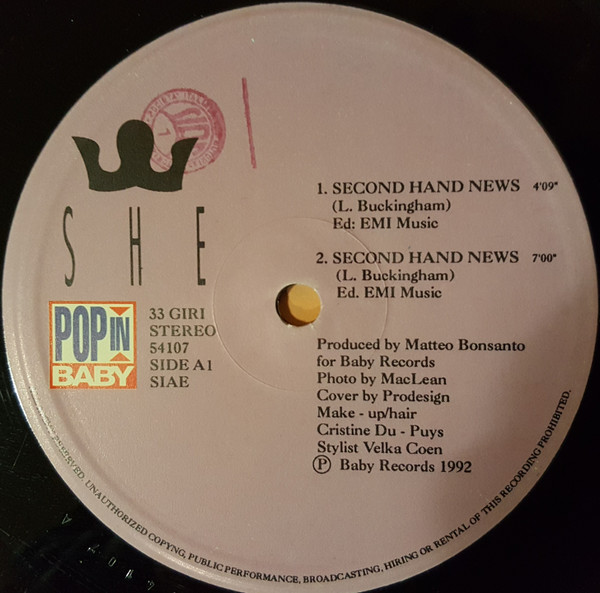 S H E
POP IN
BABY
33 GIRI
STEREO
54107
SIDE A1
SIAE
1. SECOND HAND NEWS 4'09"
(L. Buckingham)
Ed: EMI Music
2. SECOND HAND NEWS 7'00"
(L. Buckingham)
Ed. EMI Music
Produced by Matteo Bonsanto
for Baby Records
Photo by MacLean
Cover by Prodesign
Make - up/hair
Cristine Du - Puys
Stylist Velka Coen
Ⓟ Baby Records 1992
UNAUTHORIZED COPYNG, PUBLIC PERFORMANCE, BROADCASTING, HIRING OR RENTAL OF THIS RECORDING PROHIBITED.